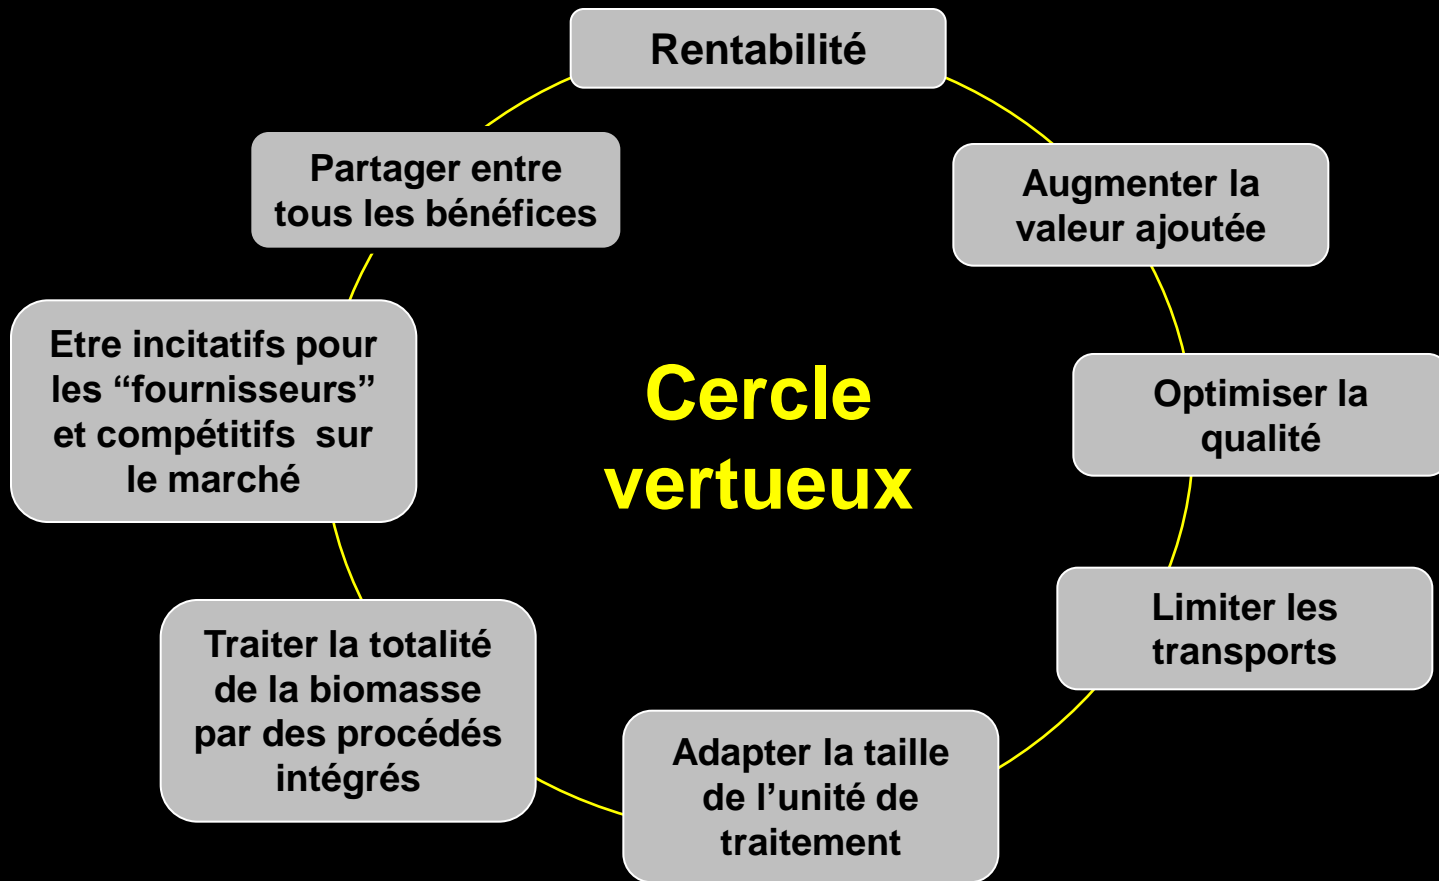 Rentabilité
Augmenter la
valeur ajoutée
Optimiser la
qualité
Limiter les
transports
Adapter la taille
de l’unité de
traitement
Traiter la totalité
de la biomasse
par des procédés
intégrés
Etre incitatifs pour
les “fournisseurs”
et compétitifs sur
le marché
Partager entre
tous les bénéfices
Cercle
vertueux